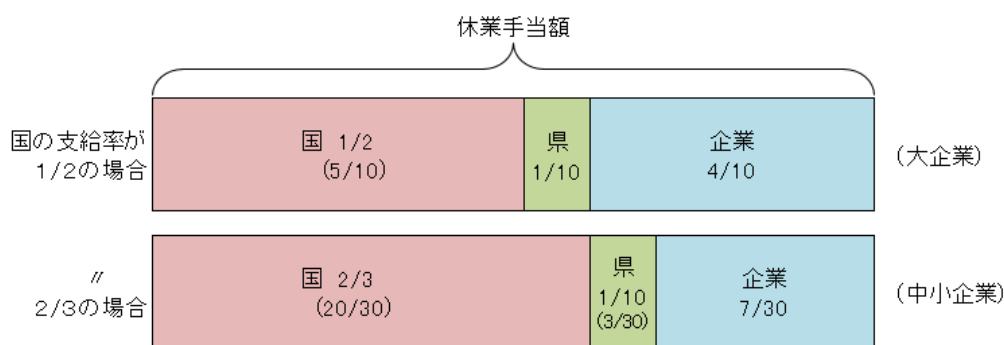 休業手当額
国の支給率が
1/2の場合
国 1/2
(5/10)
県
1/10
企業
4/10
(大企業)
〃
2/3の場合
国 2/3
(20/30)
県
1/10
(3/30)
企業
7/30
(中小企業)